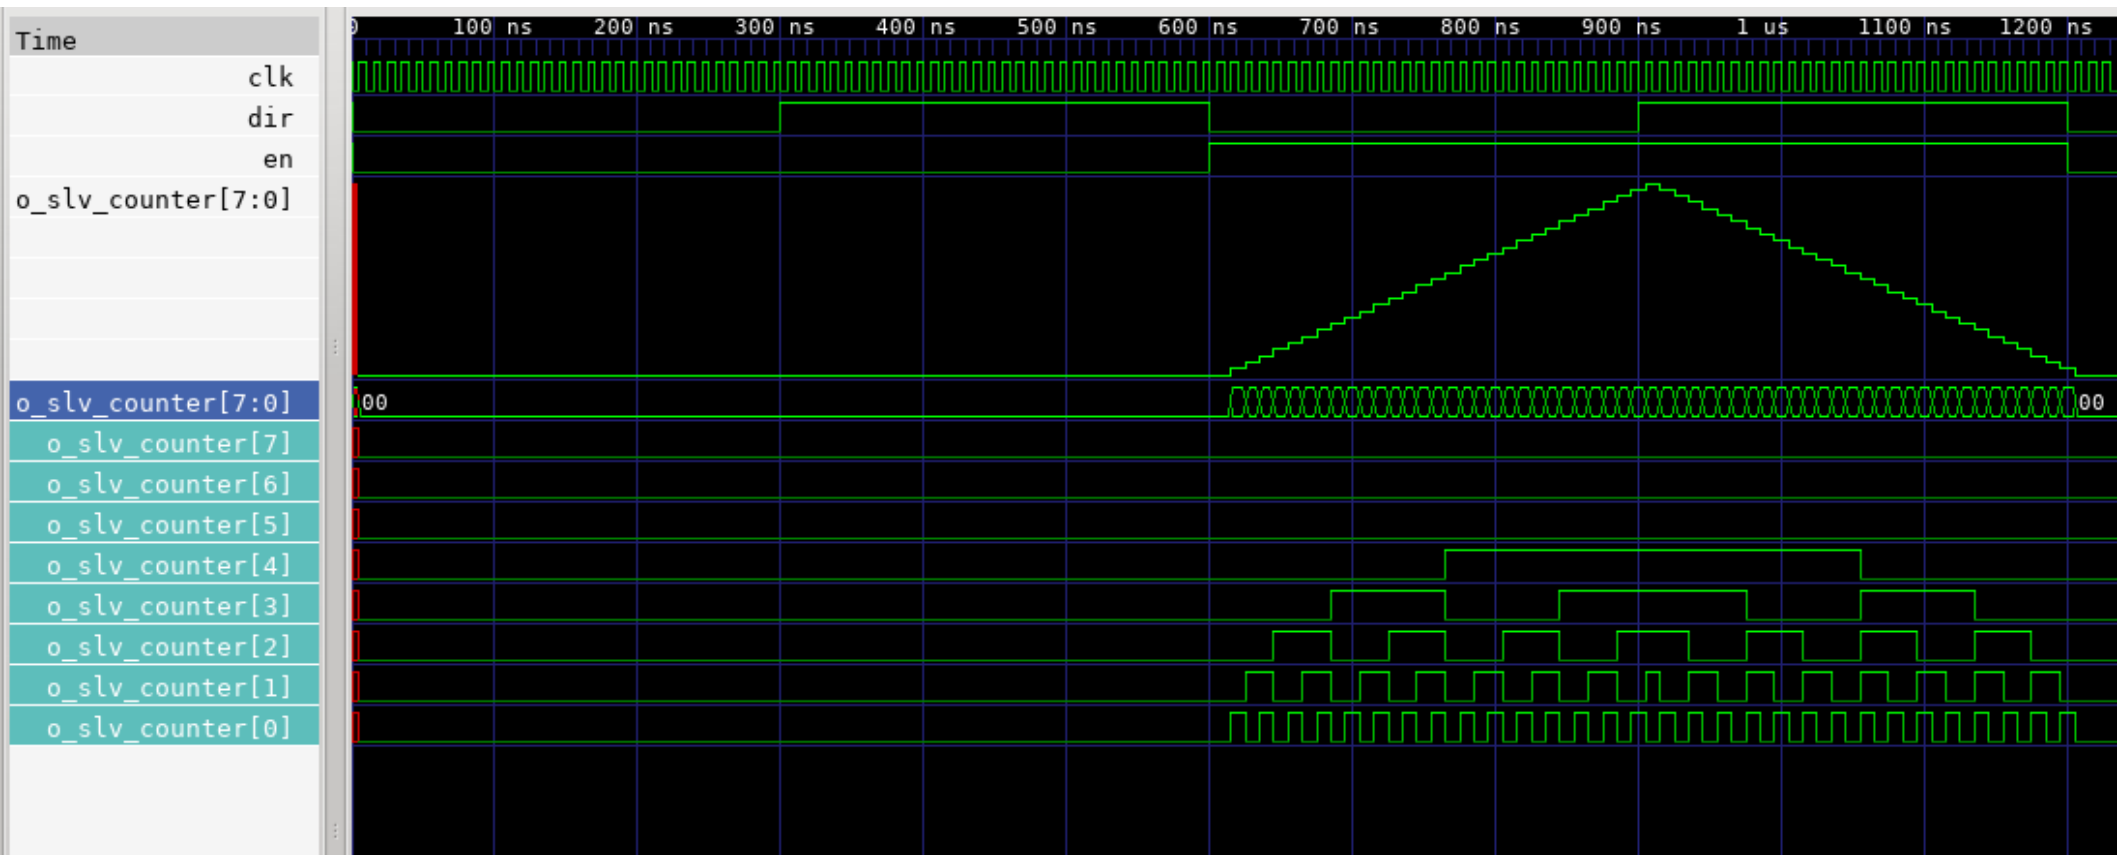 Time
0 100 ns 200 ns 300 ns 400 ns 500 ns 600 ns 700 ns 800 ns 900 ns 1 us 1100 ns 1200 ns
clk
dir
en
o_slv_counter[7:0]
o_slv_counter[7:0] 00 00
o_slv_counter[7]
o_slv_counter[6]
o_slv_counter[5]
o_slv_counter[4]
o_slv_counter[3]
o_slv_counter[2]
o_slv_counter[1]
o_slv_counter[0]